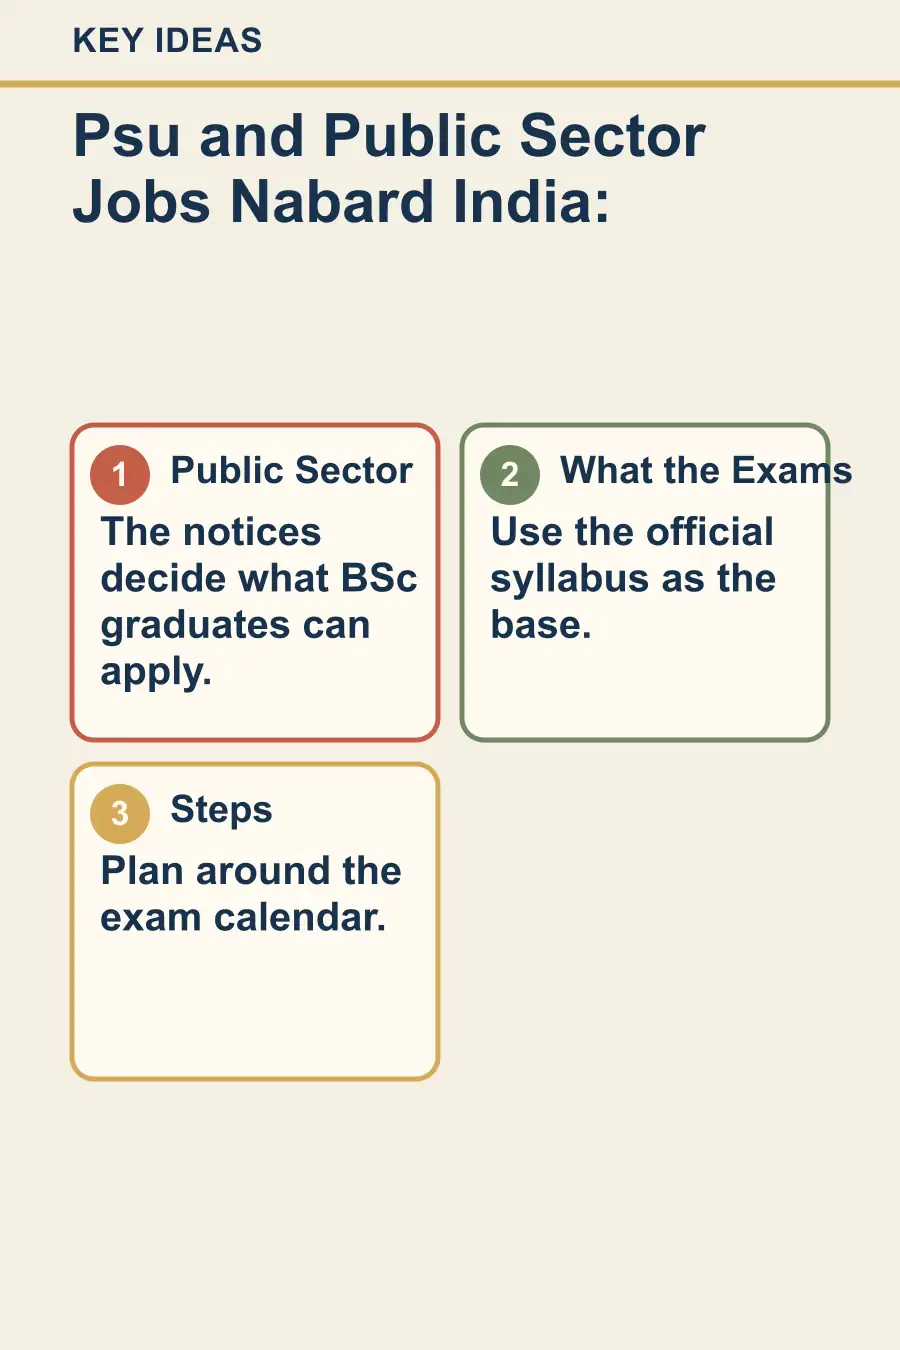 KEY IDEAS
Psu and Public Sector
Jobs Nabard India:
1 Public Sector
The notices
decide what BSc
graduates can
apply.
2 What the Exams
Use the official
syllabus as the
base.
3 Steps
Plan around the
exam calendar.